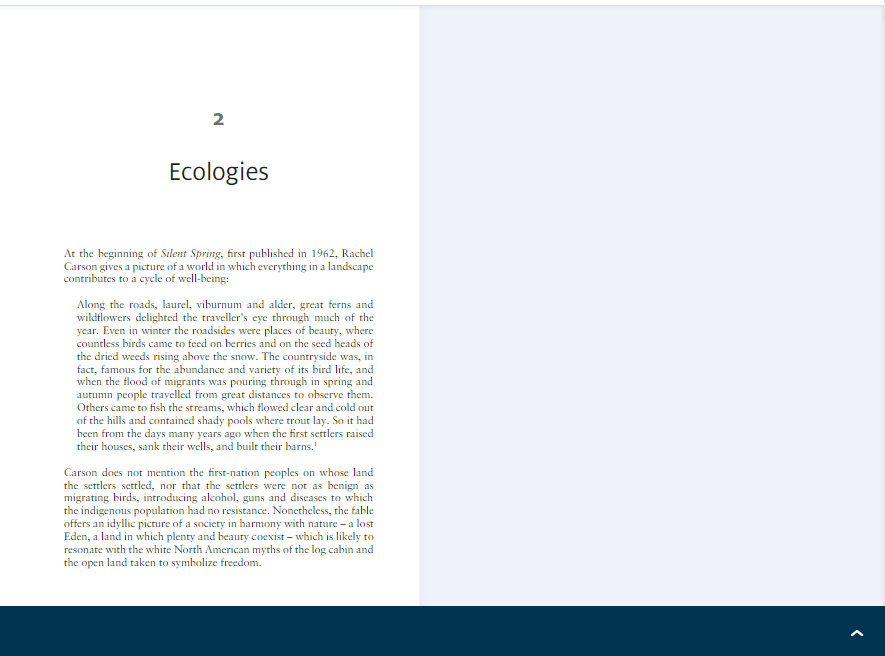 2
Ecologies
At the beginning of Silent Spring, first published in 1962, Rachel
Carson gives a picture of a world in which everything in a landscape
contributes to a cycle of well-being:
Along the roads, laurel, viburnum and alder, great ferns and
wildflowers delighted the traveller's eye through much of the
year. Even in winter the roadsides were places of beauty, where
countless birds came to feed on berries and on the seed heads of
the dried weeds rising above the snow. The countryside was, in
fact, famous for the abundance and variety of its bird life, and
when the flood of migrants was pouring through in spring and
autumn people travelled from great distances to observe them.
Others came to fish the streams, which flowed clear and cold out
of the hills and contained shady pools where trout lay. So it had
been from the days many years ago when the first settlers raised
their houses, sank their wells, and built their barns.¹
Carson does not mention the first-nation peoples on whose land
the settlers settled, nor that the settlers were not as benign as
migrating birds, introducing alcohol, guns and diseases to which
the indigenous population had no resistance. Nonetheless, the fable
offers an idyllic picture of a society in harmony with nature – a lost
Eden, a land in which plenty and beauty coexist – which is likely to
resonate with the white North American myths of the log cabin and
the open land taken to symbolize freedom.